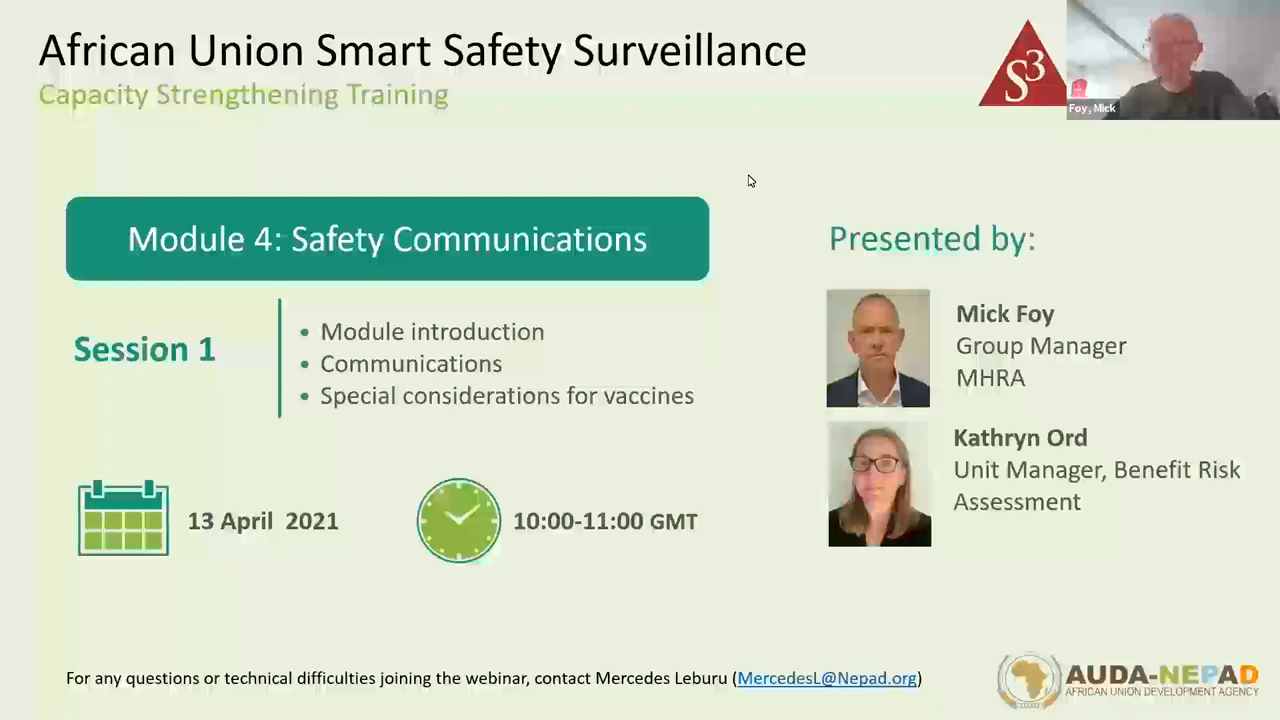 African Union Smart Safety Surveillance
Capacity Strengthening Training
S3
Foy, Mick
Module 4: Safety Communications
Presented by:
Session 1
• Module introduction
• Communications
• Special considerations for vaccines
Mick Foy
Group Manager
MHRA
Kathryn Ord
Unit Manager, Benefit Risk
Assessment
13 April 2021
10:00-11:00 GMT
For any questions or technical difficulties joining the webinar, contact Mercedes Leburu (MercedesL@Nepad.org)
AUDA-NEPAD
AFRICAN UNION DEVELOPMENT AGENCY